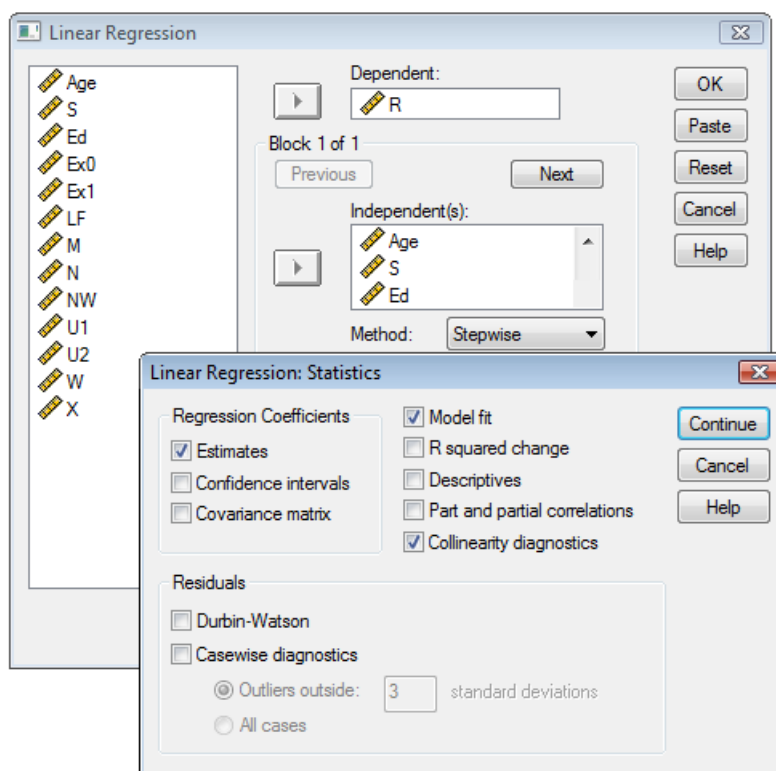 Linear Regression
Age
S
Ed
Ex0
Ex1
LF
M
N
NW
U1
U2
W
X
Dependent:
R
Block 1 of 1
Previous
Next
Independent(s):
Age
S
Ed
Method:
Stepwise
OK
Paste
Reset
Cancel
Help
Linear Regression: Statistics
Regression Coefficients
Estimates
Confidence intervals
Covariance matrix
Model fit
R squared change
Descriptives
Part and partial correlations
Collinearity diagnostics
Continue
Cancel
Help
Residuals
Durbin-Watson
Casewise diagnostics
Outliers outside: 3 standard deviations
All cases